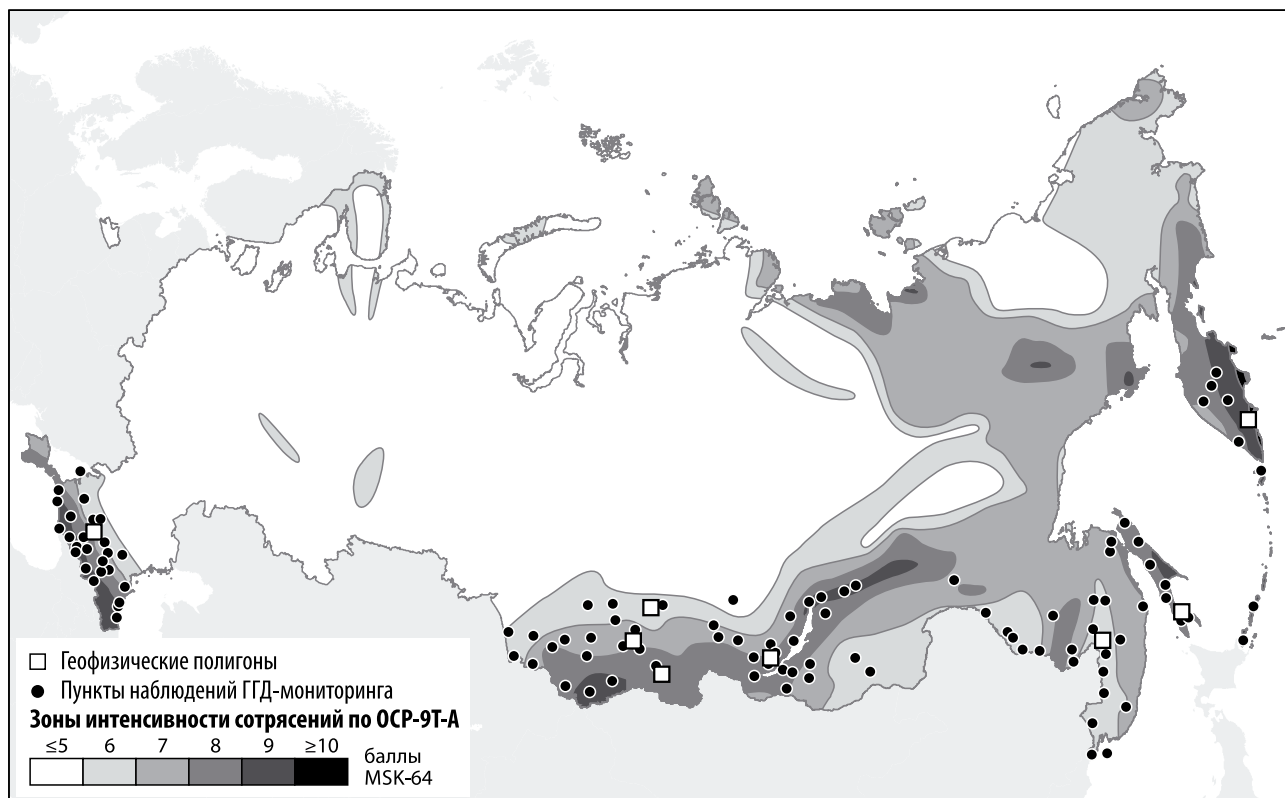 Геофизические полигоны
Пункты наблюдений ГГД-мониторинга
Зоны интенсивности сотрясений по ОСР-9Т-А
≤5 6 7 8 9 ≥10
баллы
MSK-64